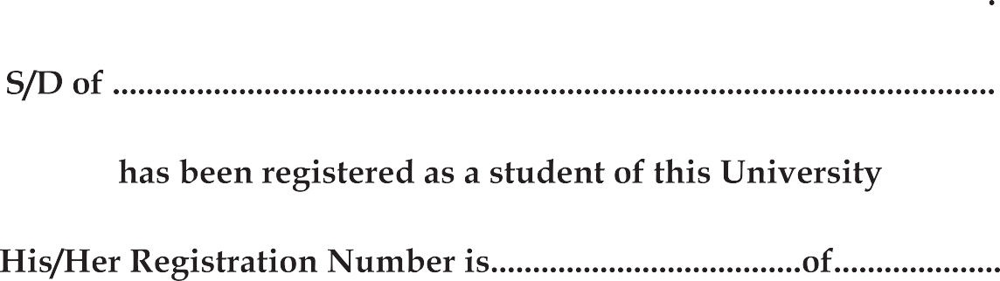 .
S/D of ........................................................................................................
has been registered as a student of this University
His/Her Registration Number is.....................................of....................